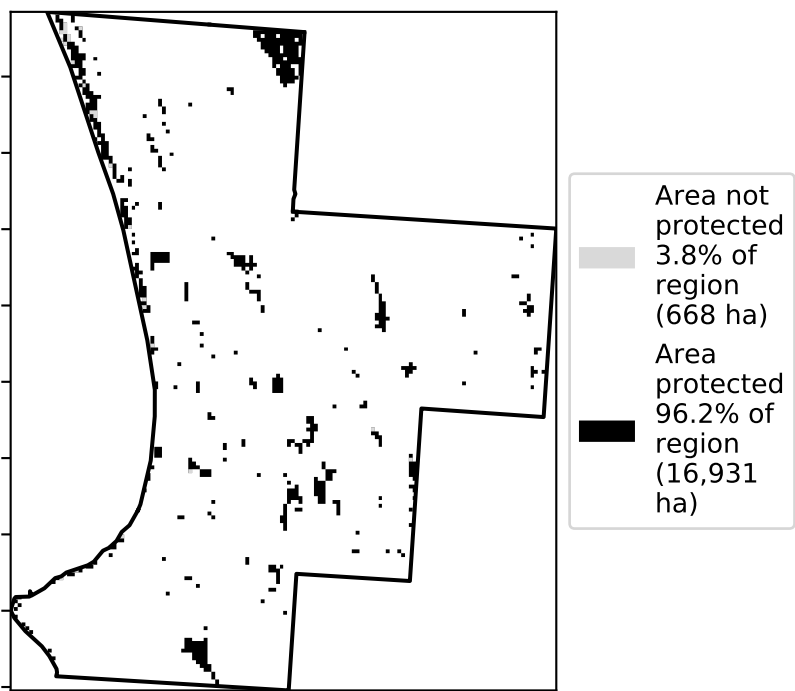 Area not
protected
3.8% of
region
(668 ha)
Area
protected
96.2% of
region
(16,931
ha)